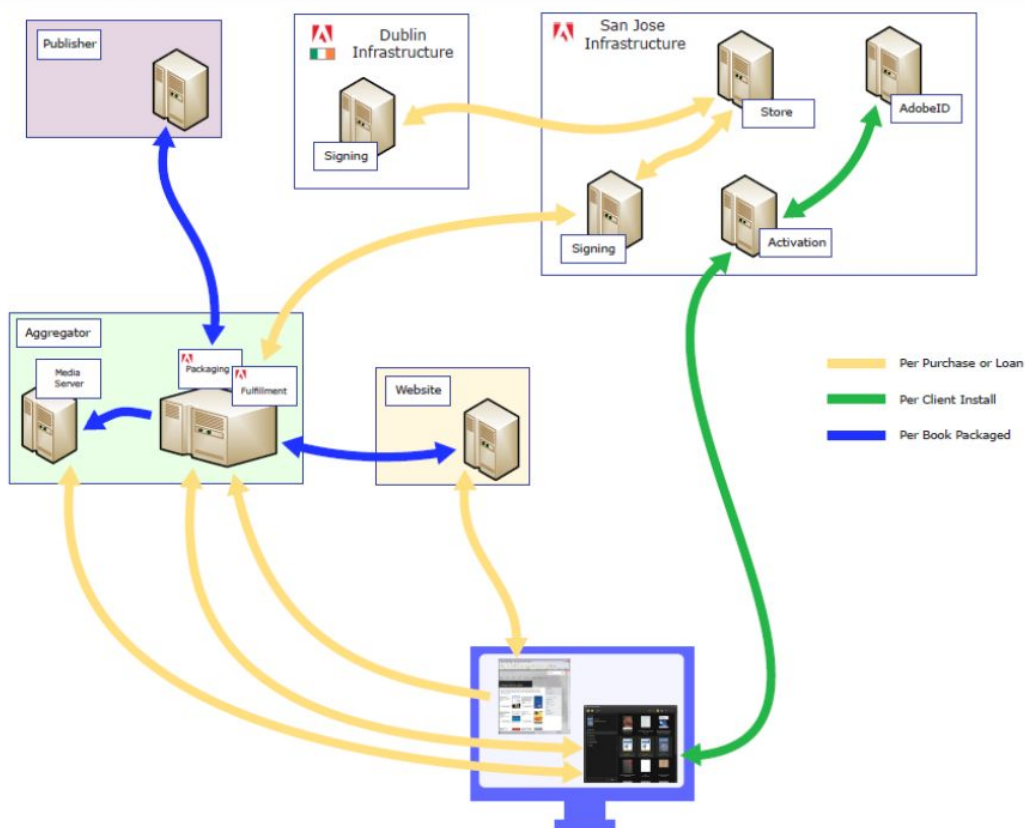 Publisher
Dublin
Infrastructure
Signing
San Jose
Infrastructure
Store
AdobeID
Signing
Activation
Aggregator
Media
Server
Packaging
Fulfillment
Website
Per Purchase or Loan
Per Client Install
Per Book Packaged